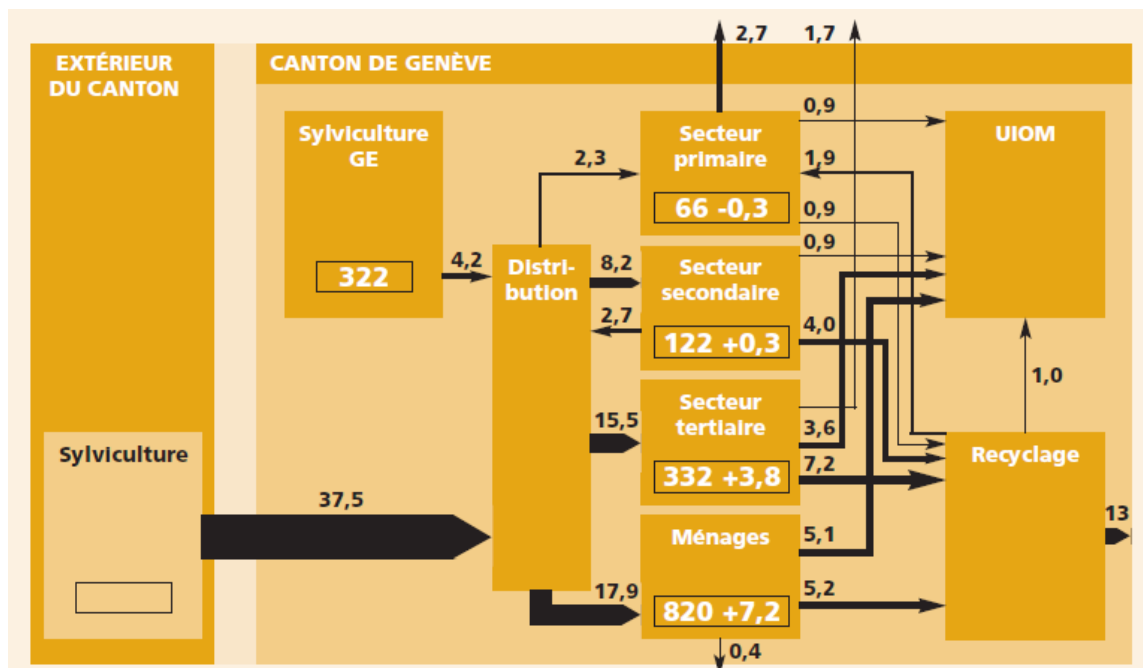 2,7
1,7
EXTÉRIEUR
DU CANTON
CANTON DE GENÈVE
Sylviculture
GE
322
4,2
Distri-
bution
2,3
8,2
2,7
15,5
17,9
Secteur
primaire
66 -0,3
Secteur
secondaire
122 +0,3
Secteur
tertiaire
332 +3,8
Ménages
820 +7,2
0,4
0,9
1,9
0,9
0,9
4,0
3,6
7,2
5,1
5,2
UIOM
1,0
Recyclage
13
Sylviculture
37,5